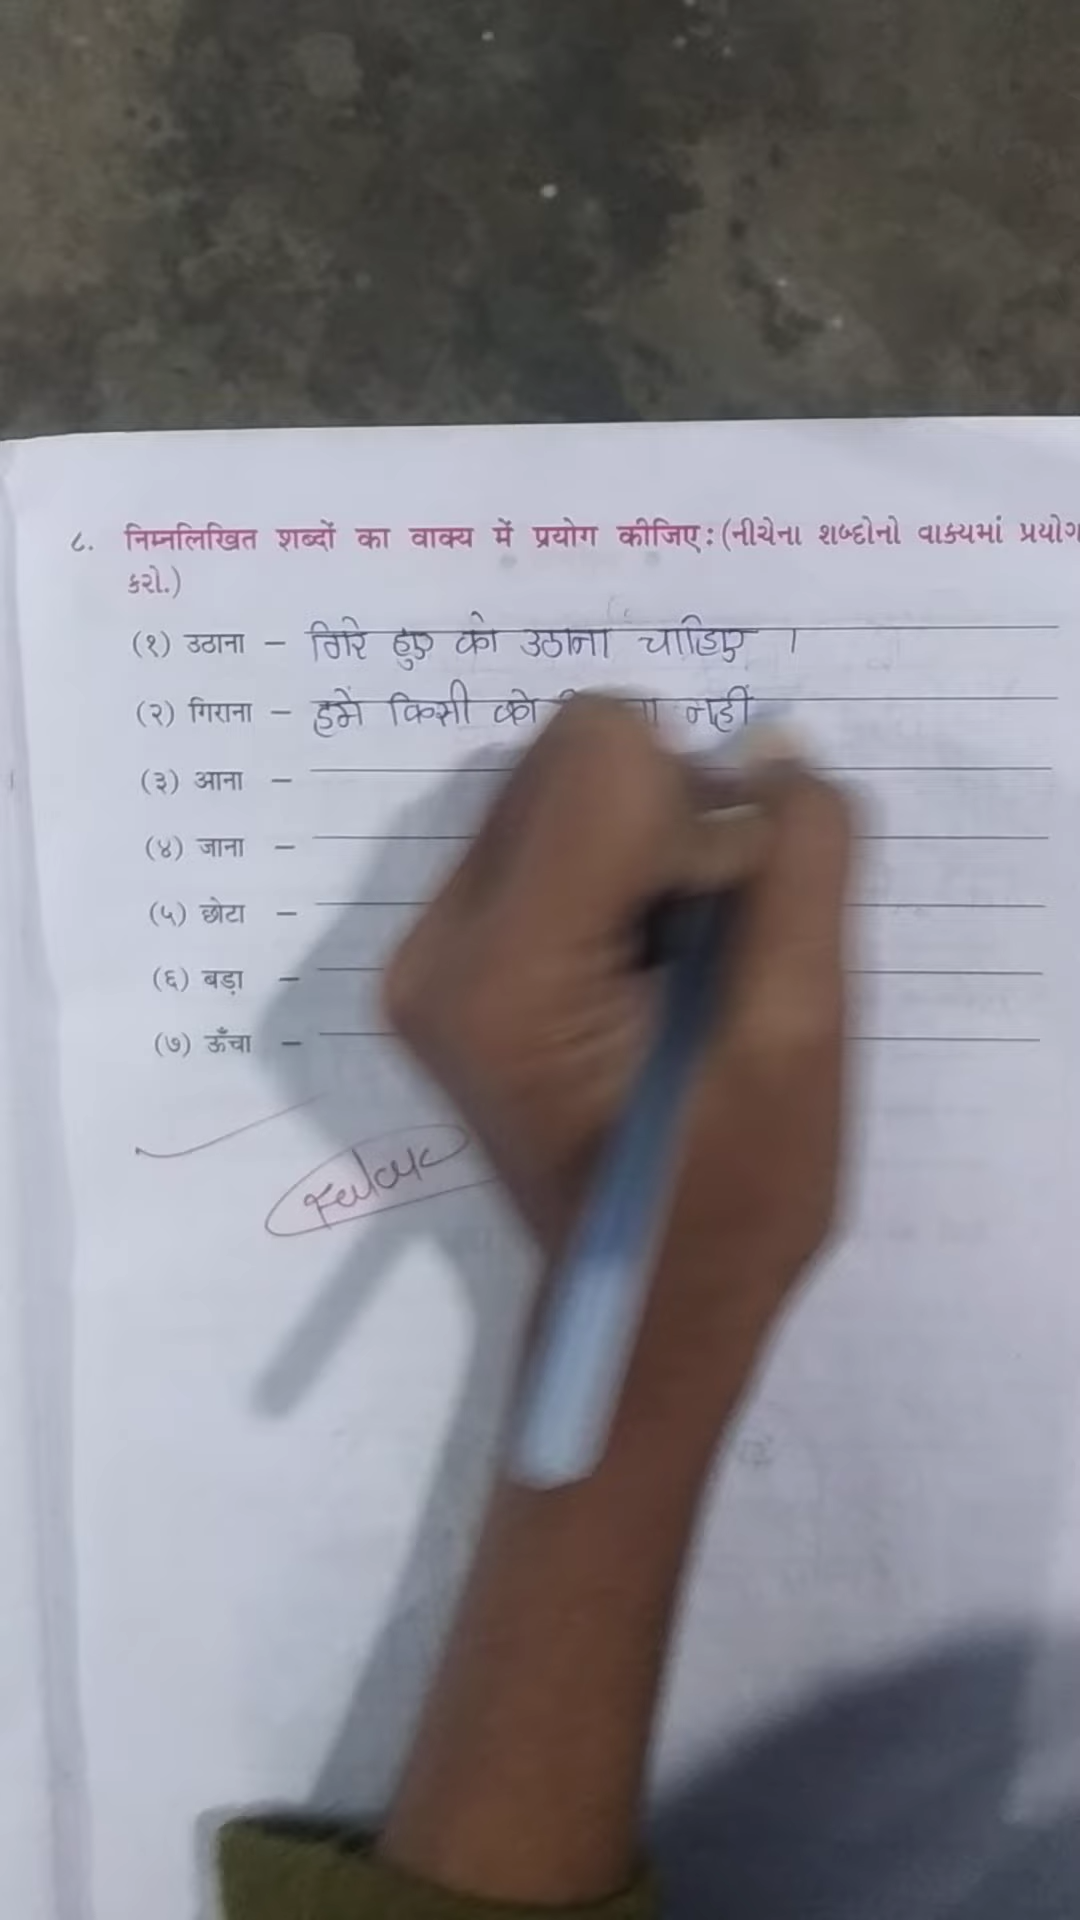 ८. निम्नलिखित शब्दों का वाक्य में प्रयोग कीजिए : (નીચેના શબ્દોનો વાક્યમાં પ્રયોગ
કરો.)
(१) उठाना – गिरे हुए को उठाना चाहिए ।
(२) गिराना – हमें किसी को नहीं
(३) आना –
(४) जाना –
(५) छोटा –
(६) बड़ा –
(७) ऊँचा –